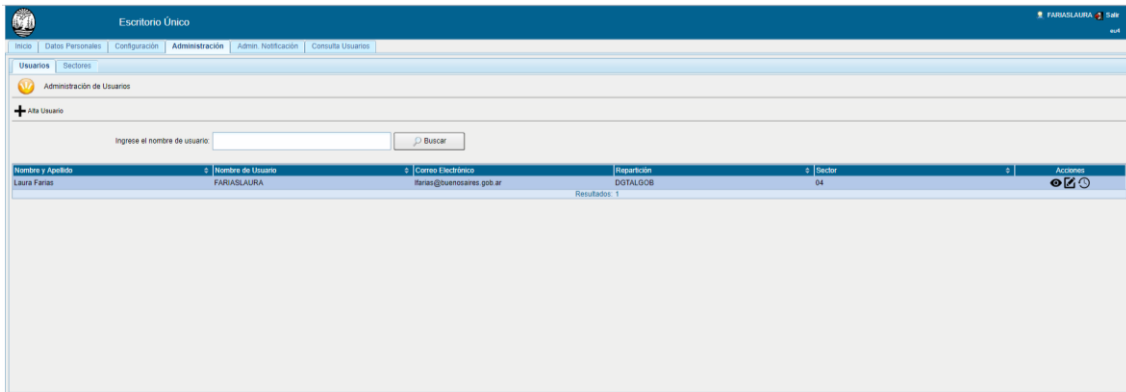 Escritorio Único
FARIASLAURA Salir
eu4
Inicio Datos Personales Configuración Administración Admin. Notificación Consulta Usuarios
Usuarios Sectores
Administración de Usuarios
Alta Usuario
Ingrese el nombre de usuario: Buscar
Nombre y Apellido Nombre de Usuario Correo Electrónico Repartición Sector Acciones
Laura Farias FARIASLAURA lfarias@buenosaires.gob.ar DGTALGOB 04
Resultados: 1